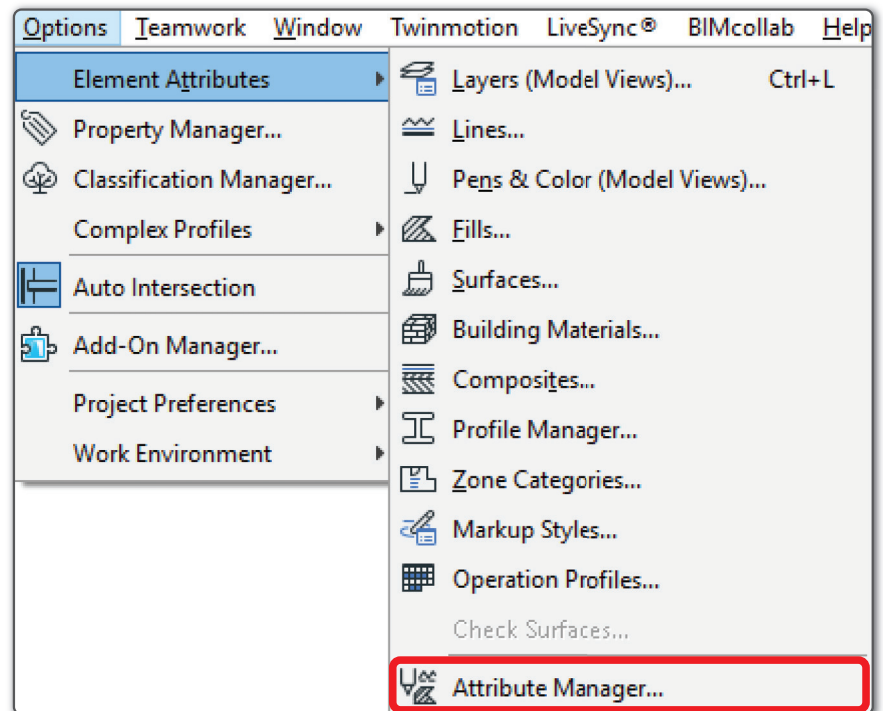 Options Teamwork Window Twinmotion LiveSync® BIMcollab Help
Element Attributes
Property Manager...
Classification Manager...
Complex Profiles
Auto Intersection
Add-On Manager...
Project Preferences
Work Environment
Layers (Model Views)... Ctrl+L
Lines...
Pens & Color (Model Views)...
Fills...
Surfaces...
Building Materials...
Composites...
Profile Manager...
Zone Categories...
Markup Styles...
Operation Profiles...
Check Surfaces...
Attribute Manager...